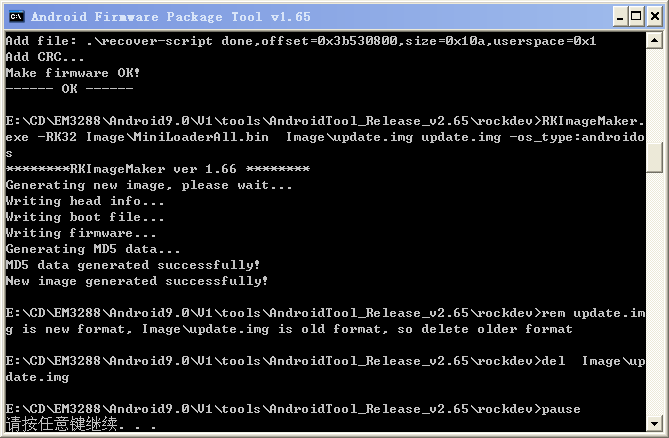 Android Firmware Package Tool v1.65
Add file: .\recover-script done,offset=0x3b530800,size=0x10a,userspace=0x1
Add CRC...
Make firmware OK!
------ OK ------
E:\CD\EM3288\Android9.0\V1\tools\AndroidTool_Release_v2.65\rockdev>RKImageMaker.
exe -RK32 Image\MiniLoaderAll.bin  Image\update.img update.img -os_type:androido
s
********RKImageMaker ver 1.66 ********
Generating new image, please wait...
Writing head info...
Writing boot file...
Writing firmware...
Generating MD5 data...
MD5 data generated successfully!
New image generated successfully!
E:\CD\EM3288\Android9.0\V1\tools\AndroidTool_Release_v2.65\rockdev>rem update.im
g is new format, Image\update.img is old format, so delete older format
E:\CD\EM3288\Android9.0\V1\tools\AndroidTool_Release_v2.65\rockdev>del  Image\up
date.img
E:\CD\EM3288\Android9.0\V1\tools\AndroidTool_Release_v2.65\rockdev>pause
请按任意键继续. . .